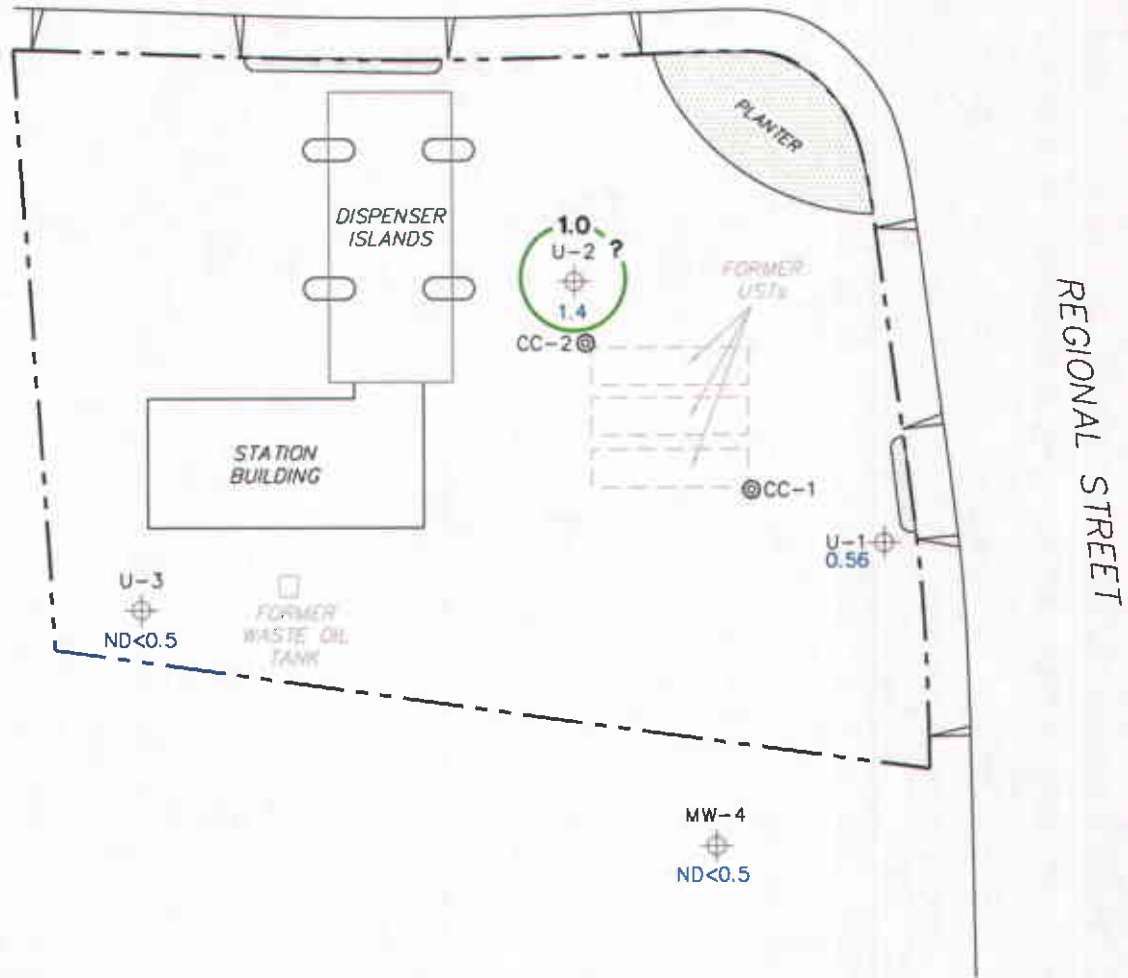 PLANTER
DISPENSER
ISLANDS
1.0
U-2 ?
1.4
CC-2
FORMER
USTs
STATION
BUILDING
CC-1
U-1
0.56
U-3
ND<0.5
FORMER
WASTE OIL
TANK
MW-4
ND<0.5
REGIONAL STREET